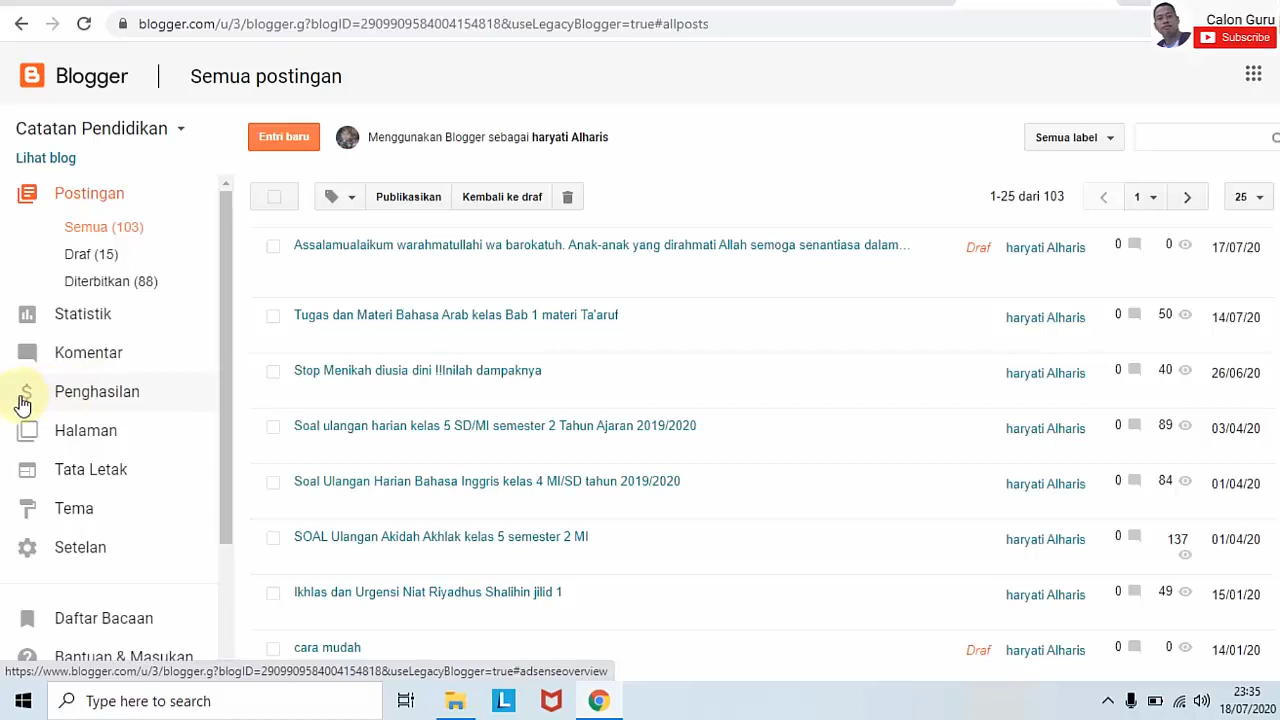 blogger.com/u/3/blogger.g?blogID=2909909584004154818&useLegacyBlogger=true#allposts
Calon Guru
Subscribe
Blogger
Semua postingan
Catatan Pendidikan
Lihat blog
Entri baru
Menggunakan Blogger sebagai haryati Alharis
Semua label
Publikasikan
Kembali ke draf
1-25 dari 103
1
25
Postingan
Semua (103)
Draf (15)
Diterbitkan (88)
Statistik
Komentar
Penghasilan
Halaman
Tata Letak
Tema
Setelan
Daftar Bacaan
Bantuan & Masukan
Assalamualaikum warahmatullahi wa barokatuh. Anak-anak yang dirahmati Allah semoga senantiasa dalam… Draf haryati Alharis 0 0 17/07/20
Tugas dan Materi Bahasa Arab kelas Bab 1 materi Ta'aruf haryati Alharis 0 50 14/07/20
Stop Menikah diusia dini !!Inilah dampaknya haryati Alharis 0 40 26/06/20
Soal ulangan harian kelas 5 SD/MI semester 2 Tahun Ajaran 2019/2020 haryati Alharis 0 89 03/04/20
Soal Ulangan Harian Bahasa Inggris kelas 4 MI/SD tahun 2019/2020 haryati Alharis 0 84 01/04/20
SOAL Ulangan Akidah Akhlak kelas 5 semester 2 MI haryati Alharis 0 137 01/04/20
Ikhlas dan Urgensi Niat Riyadhus Shalihin jilid 1 haryati Alharis 0 49 15/01/20
cara mudah Draf haryati Alharis 0 0 14/01/20
https://www.blogger.com/u/3/blogger.g?blogID=2909909584004154818&useLegacyBlogger=true#adsenseoverview
Type here to search
L
23:35
18/07/2020